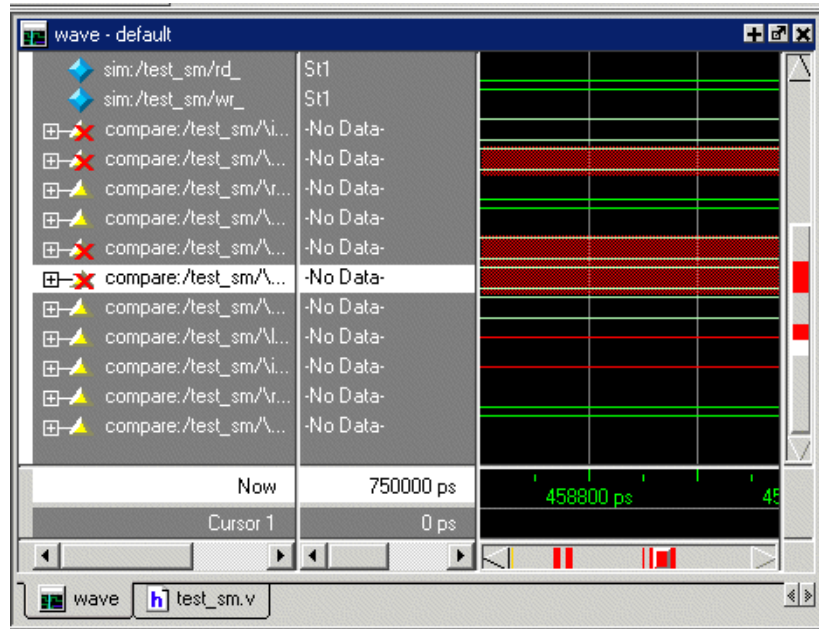 wave - default
sim:/test_sm/rd_ St1
sim:/test_sm/wr_ St1
compare:/test_sm/\i... -No Data-
compare:/test_sm/\... -No Data-
compare:/test_sm/\r... -No Data-
compare:/test_sm/\... -No Data-
compare:/test_sm/\... -No Data-
compare:/test_sm/\... -No Data-
compare:/test_sm/\... -No Data-
compare:/test_sm/\l... -No Data-
compare:/test_sm/\i... -No Data-
compare:/test_sm/\r... -No Data-
compare:/test_sm/\... -No Data-
Now 750000 ps 458800 ps 45
Cursor 1 0 ps
wave h test_sm.v